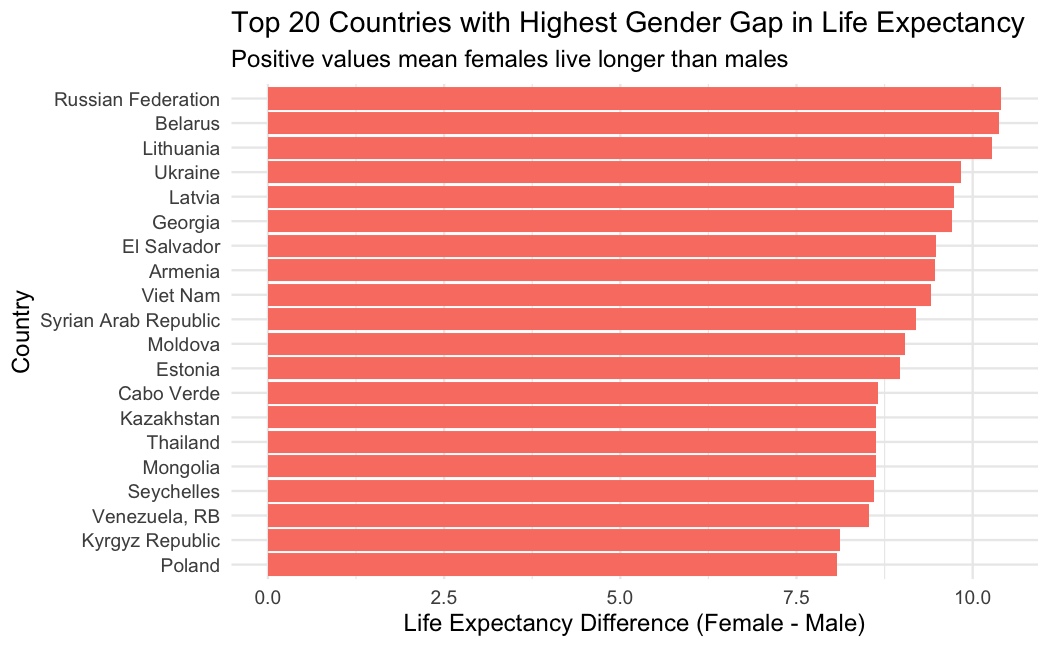 Top 20 Countries with Highest Gender Gap in Life Expectancy
Positive values mean females live longer than males
Country
Russian Federation
Belarus
Lithuania
Ukraine
Latvia
Georgia
El Salvador
Armenia
Viet Nam
Syrian Arab Republic
Moldova
Estonia
Cabo Verde
Kazakhstan
Thailand
Mongolia
Seychelles
Venezuela, RB
Kyrgyz Republic
Poland
0.0 2.5 5.0 7.5 10.0
Life Expectancy Difference (Female - Male)